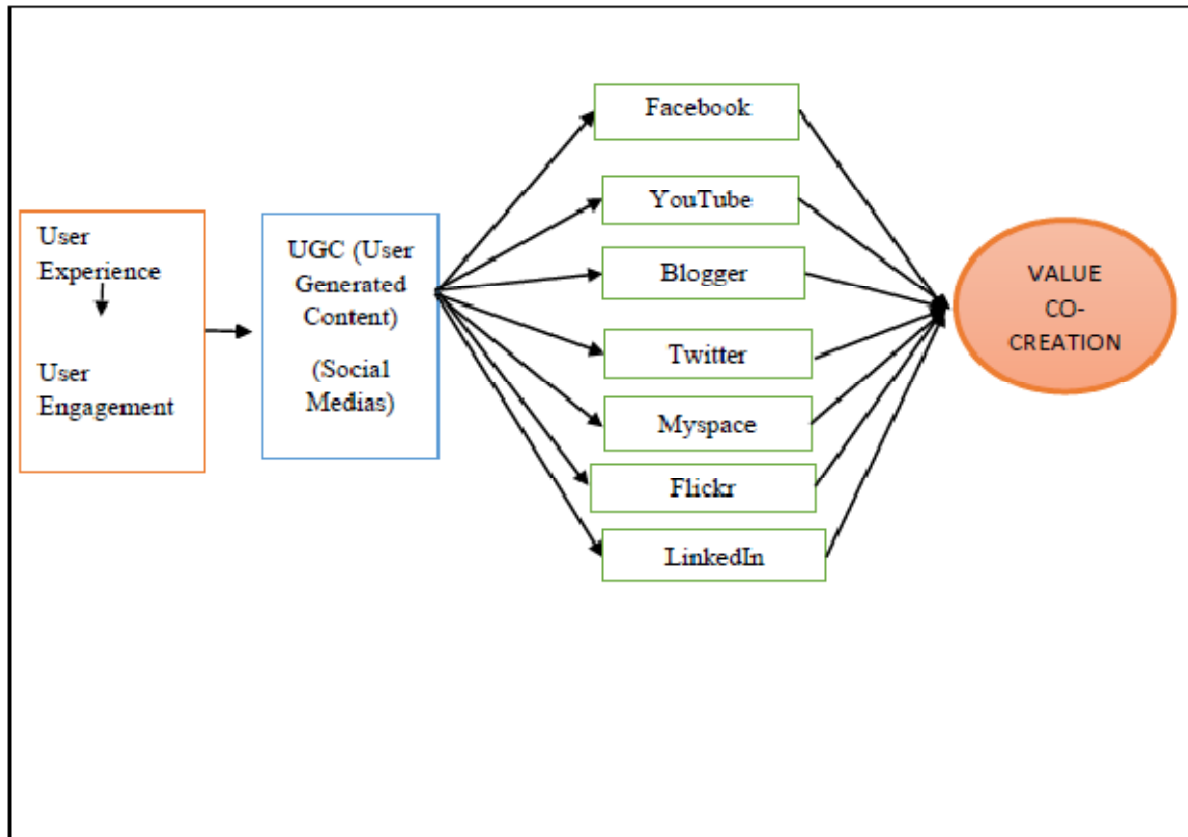 User
Experience
User
Engagement
UGC (User
Generated
Content)
(Social
Medias)
Facebook
YouTube
Blogger
Twitter
Myspace
Flickr
LinkedIn
VALUE
CO-
CREATION